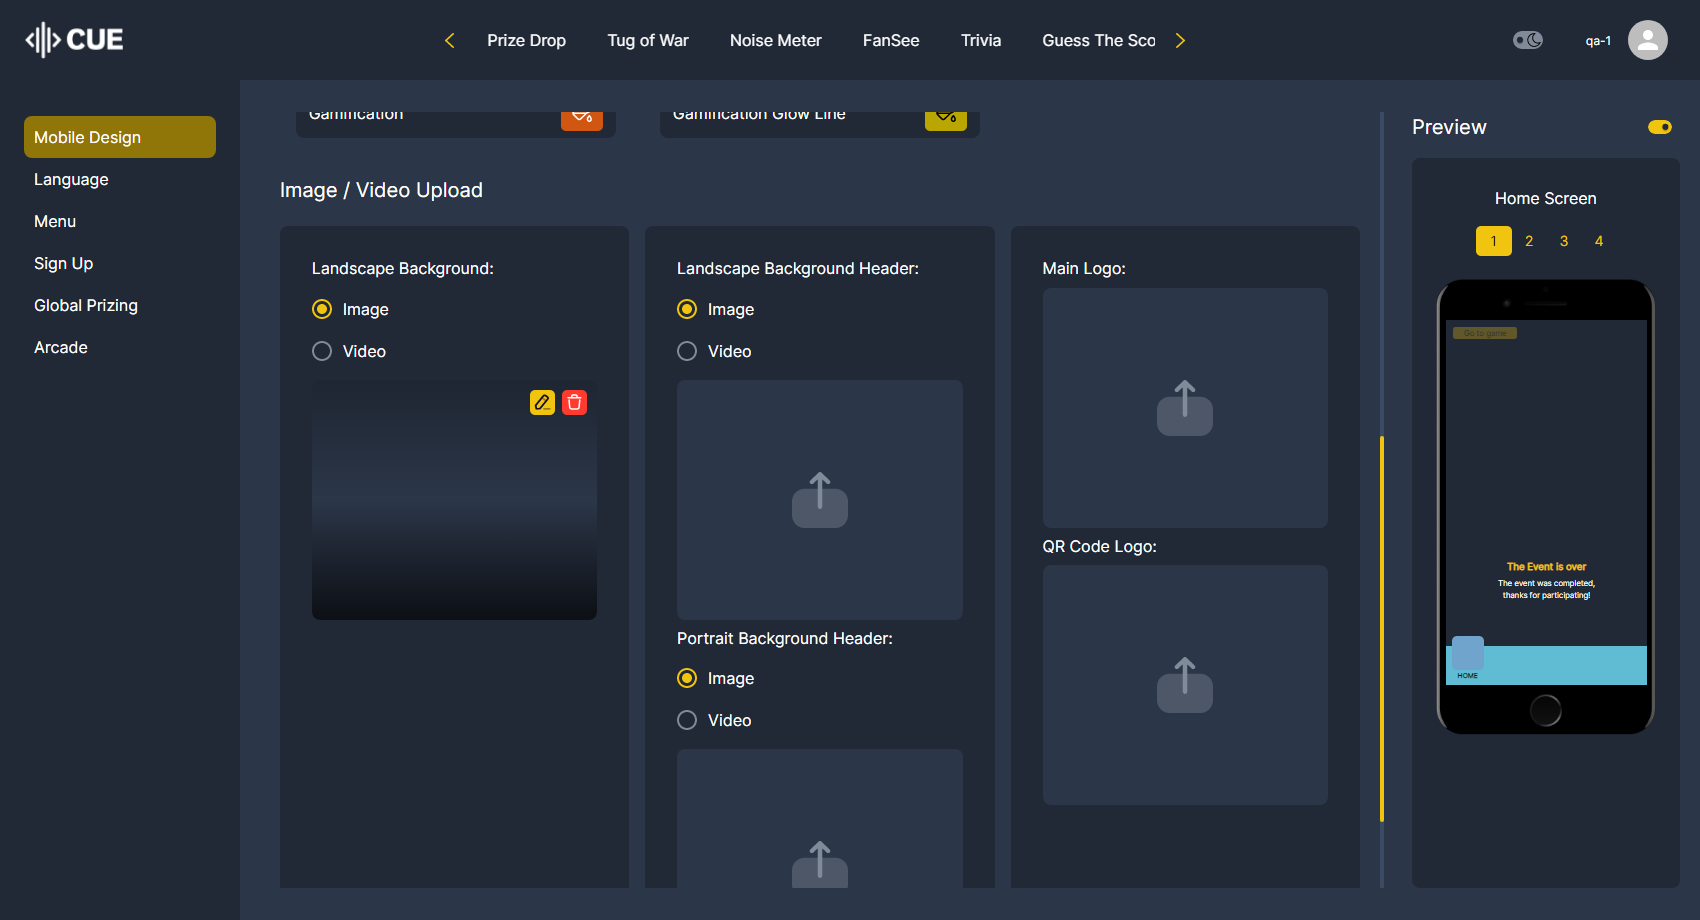 CUE
Prize Drop
Tug of War
Noise Meter
FanSee
Trivia
Guess The Sco
qa-1
Mobile Design
Language
Menu
Sign Up
Global Prizing
Arcade
Gamification
Gamification Glow Line
Image / Video Upload
Landscape Background:
Image
Video
Landscape Background Header:
Image
Video
Portrait Background Header:
Image
Video
Main Logo:
QR Code Logo:
Preview
Home Screen
1 2 3 4
Go to game
The Event is over
The event was completed,
thanks for participating!
HOME